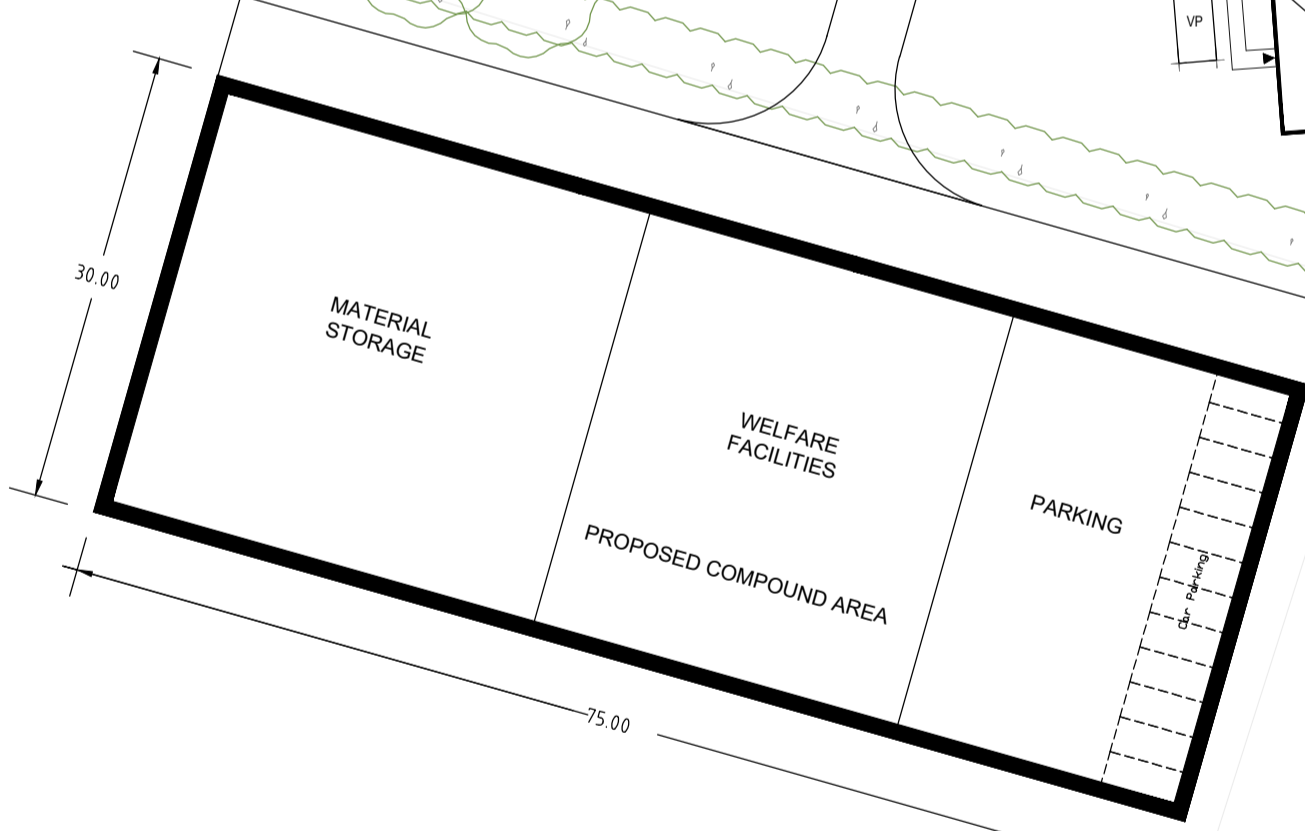 VP
30.00
MATERIAL
STORAGE
WELFARE
FACILITIES
PARKING
PROPOSED COMPOUND AREA
Car Parking
75.00